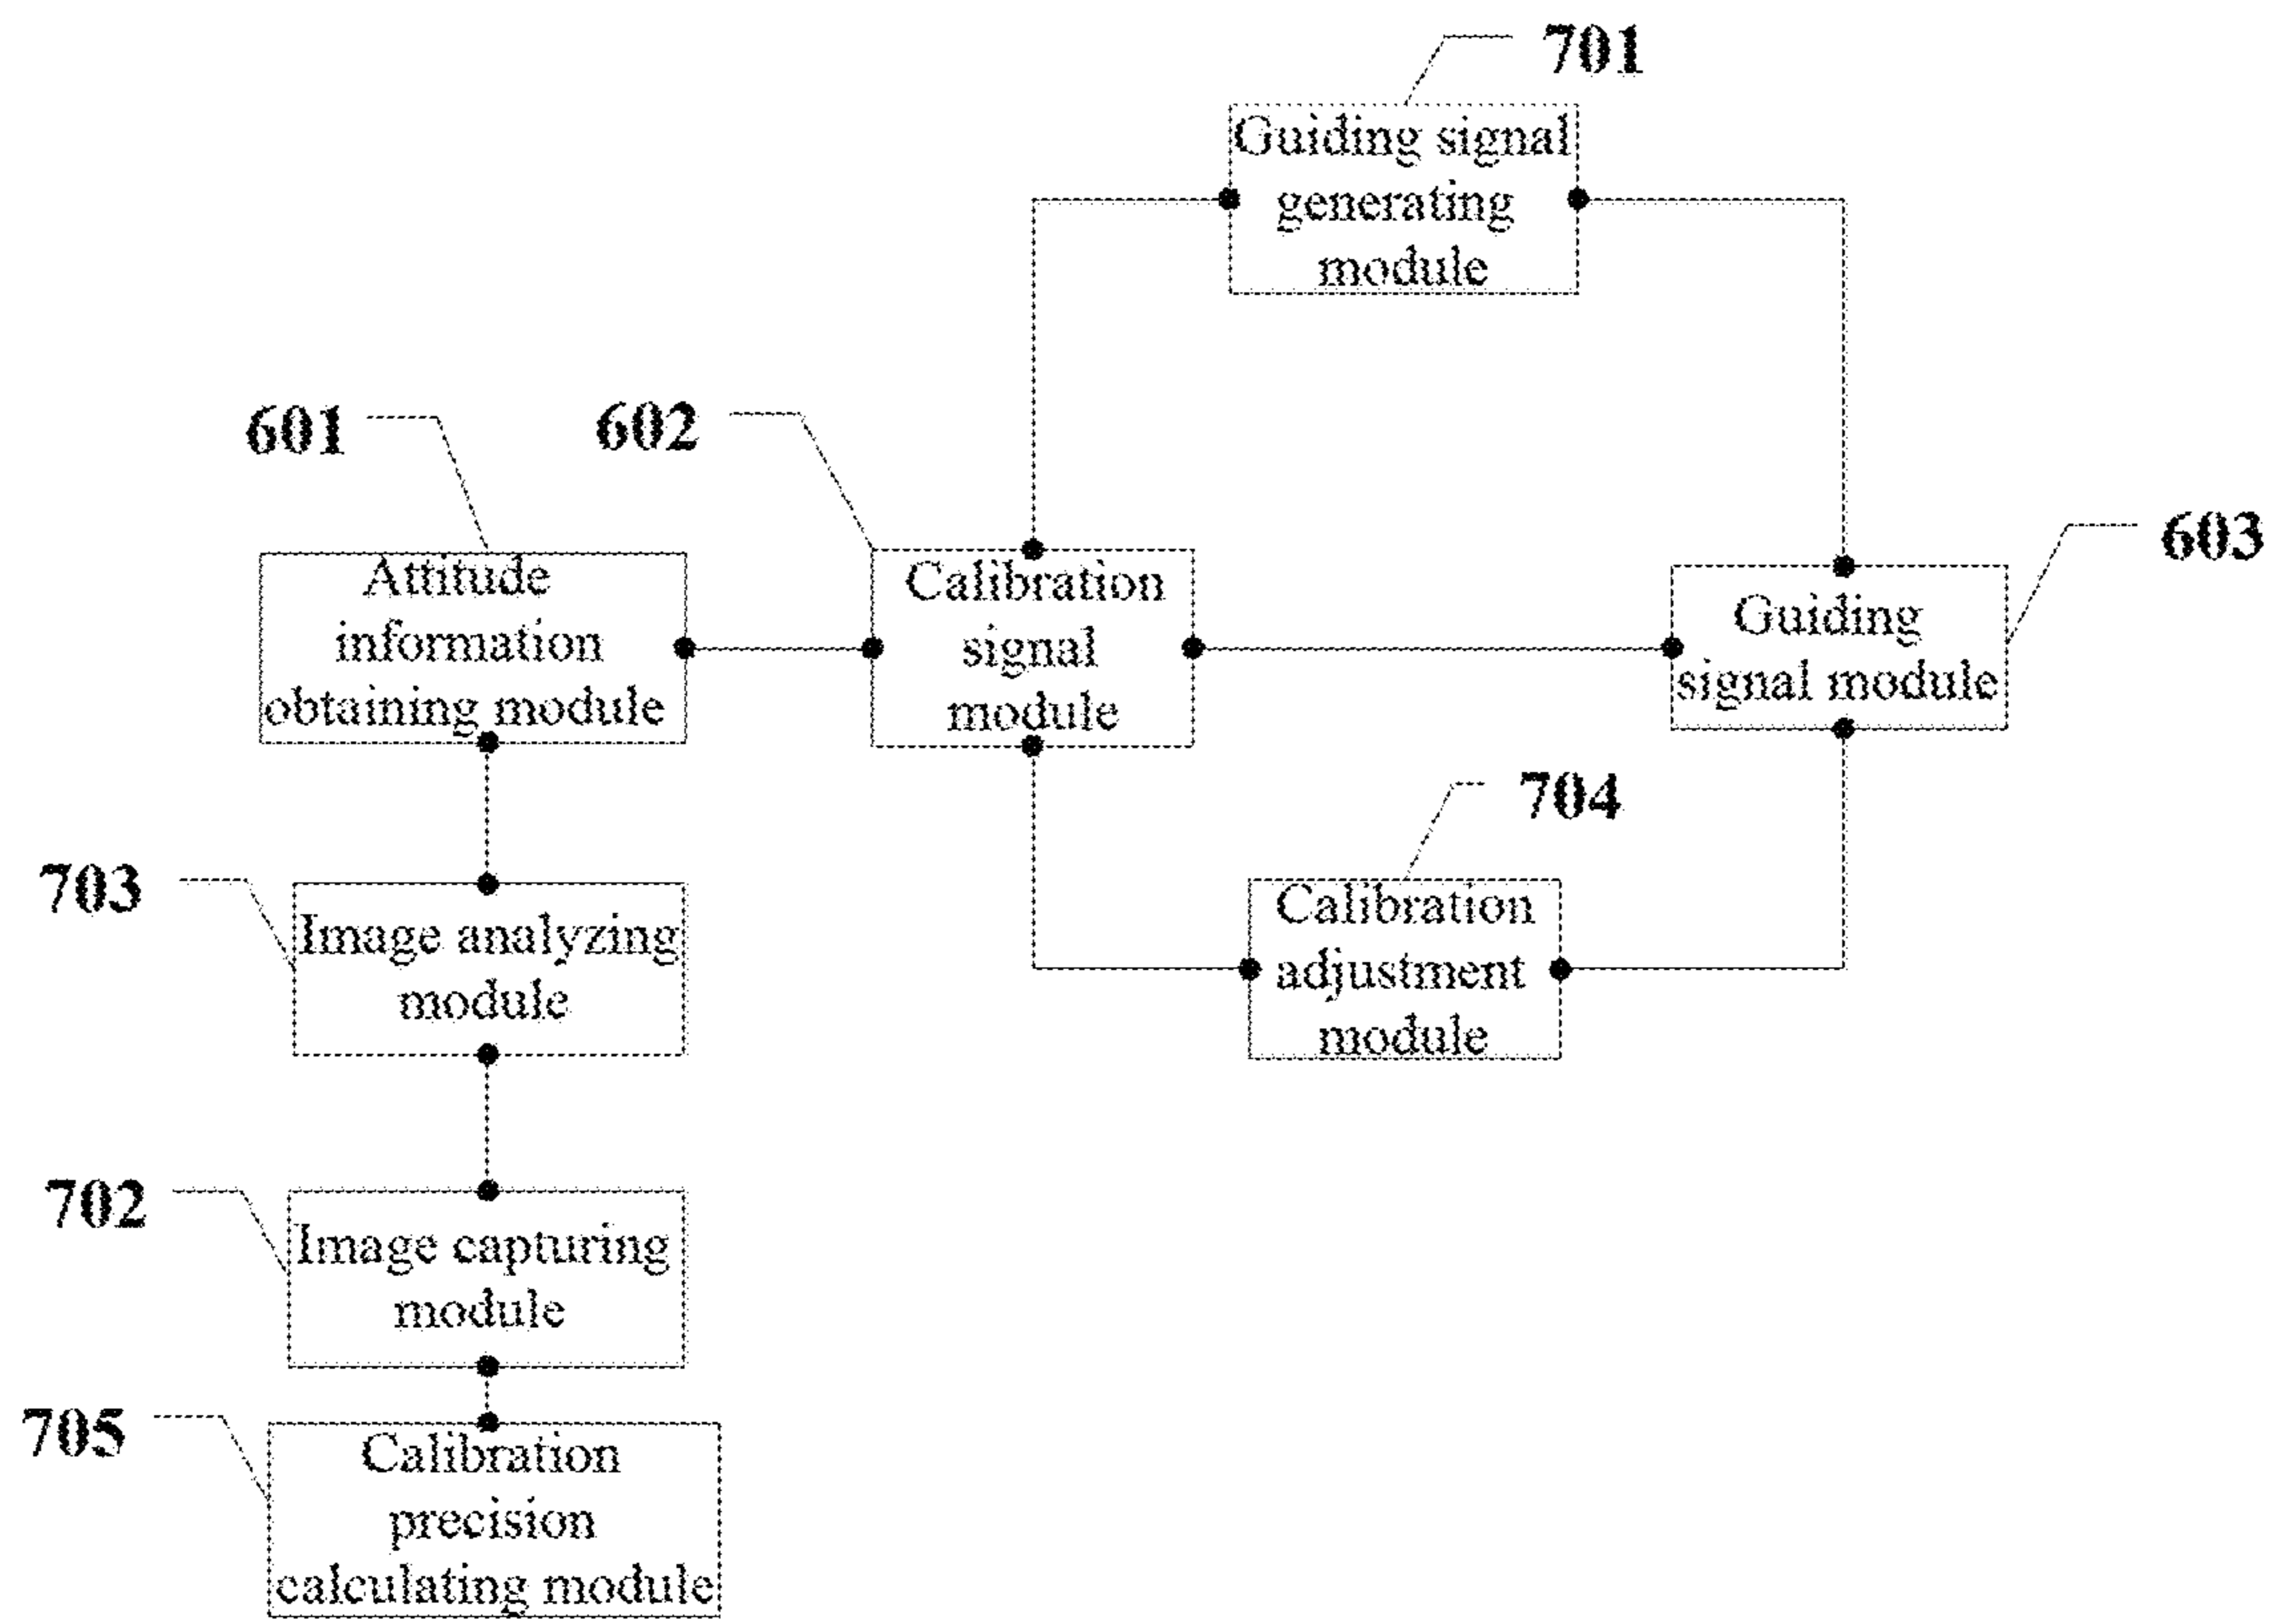 701
Guiding signal
generating
module
601
602
603
Attitude
information
obtaining module
Calibration
signal
module
Guiding
signal module
704
703
Calibration
adjustment
module
Image analyzing
module
702
Image capturing
module
705
Calibration
precision
calculating module